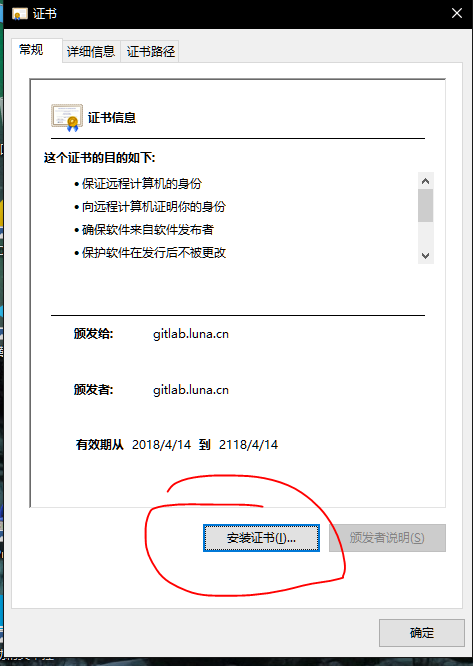 证书
常规 详细信息 证书路径
证书信息
这个证书的目的如下:
• 保证远程计算机的身份
• 向远程计算机证明你的身份
• 确保软件来自软件发布者
• 保护软件在发行后不被更改
颁发给: gitlab.luna.cn
颁发者: gitlab.luna.cn
有效期从 2018/4/14 到 2118/4/14
安装证书(I)... 颁发者说明(S)
确定